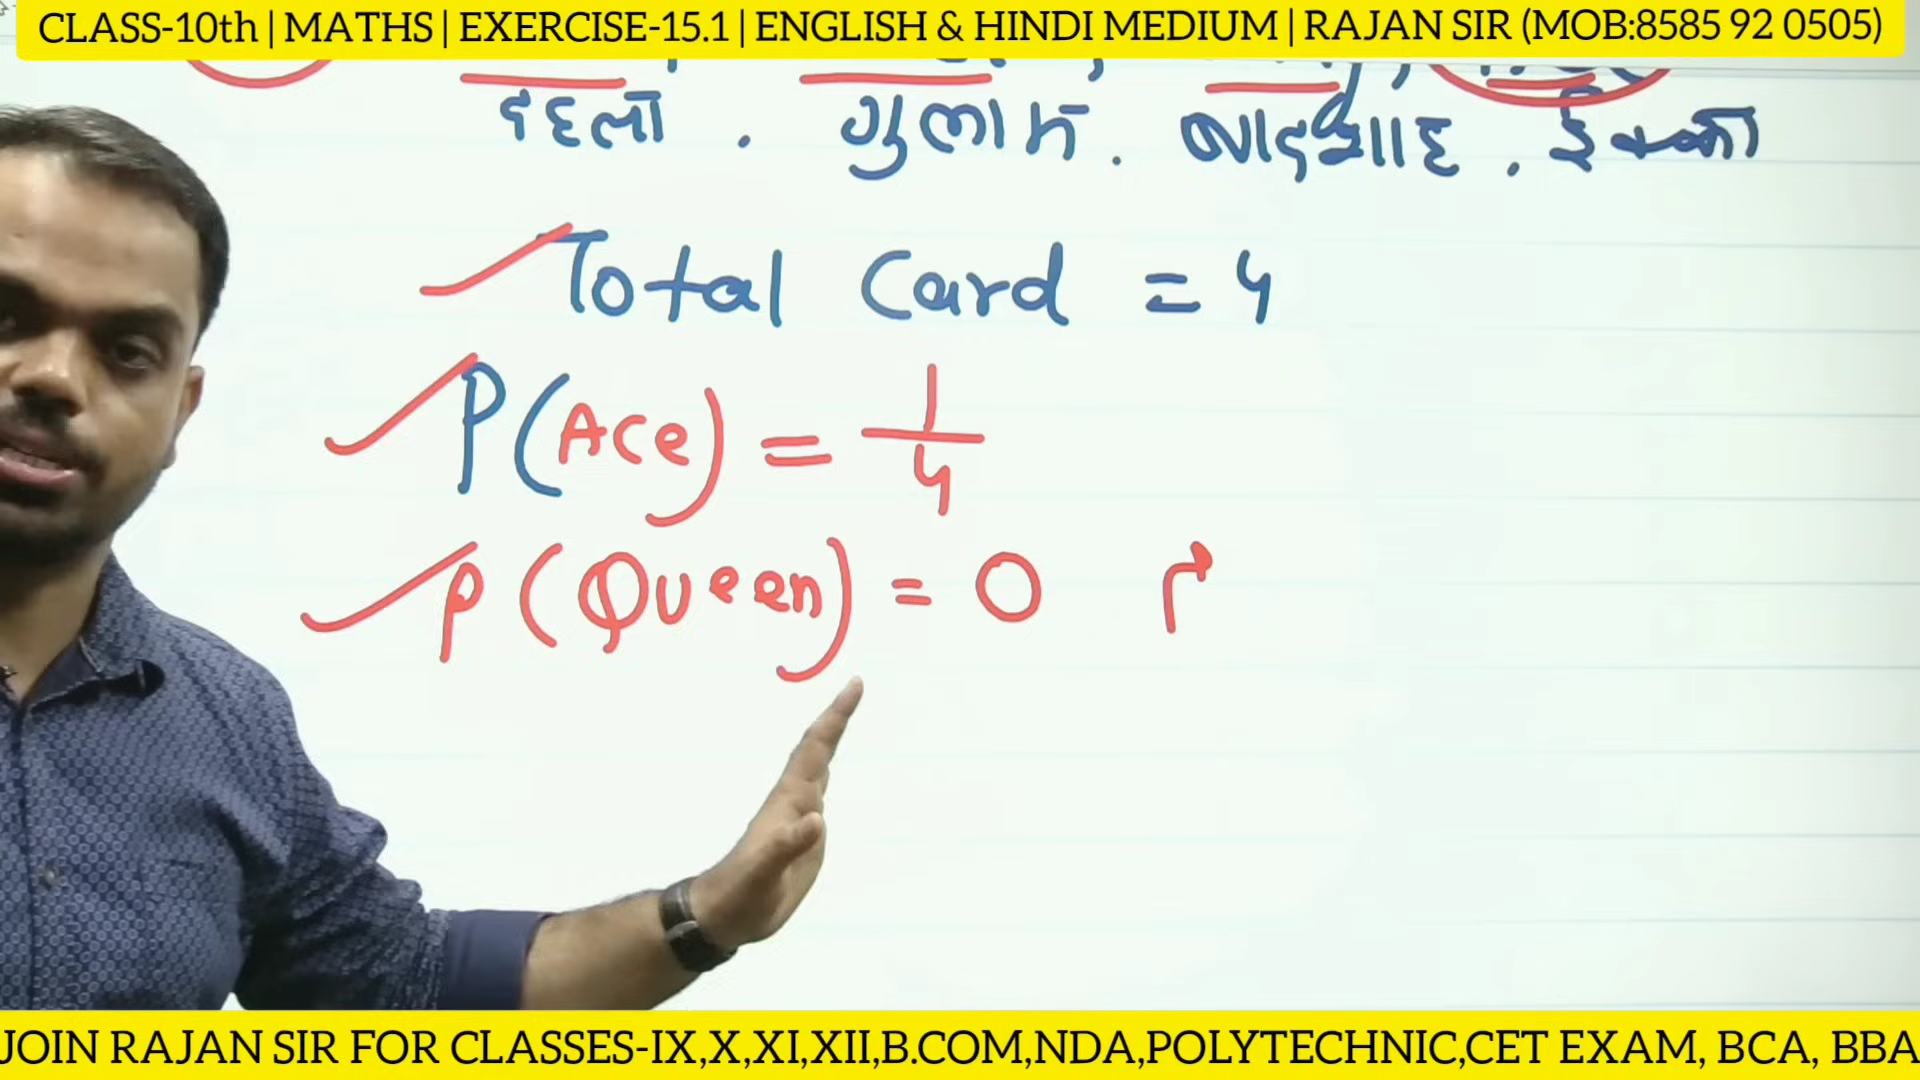 CLASS-10th | MATHS | EXERCISE-15.1 | ENGLISH & HINDI MEDIUM | RAJAN SIR (MOB:8585 92 0505)
दहला . गुलाम . बादशाह . इक्का
Total Card = 4
P(Ace) = 1/4
P(Queen) = 0
JOIN RAJAN SIR FOR CLASSES-IX,X,XI,XII,B.COM,NDA,POLYTECHNIC,CET EXAM, BCA, BBA